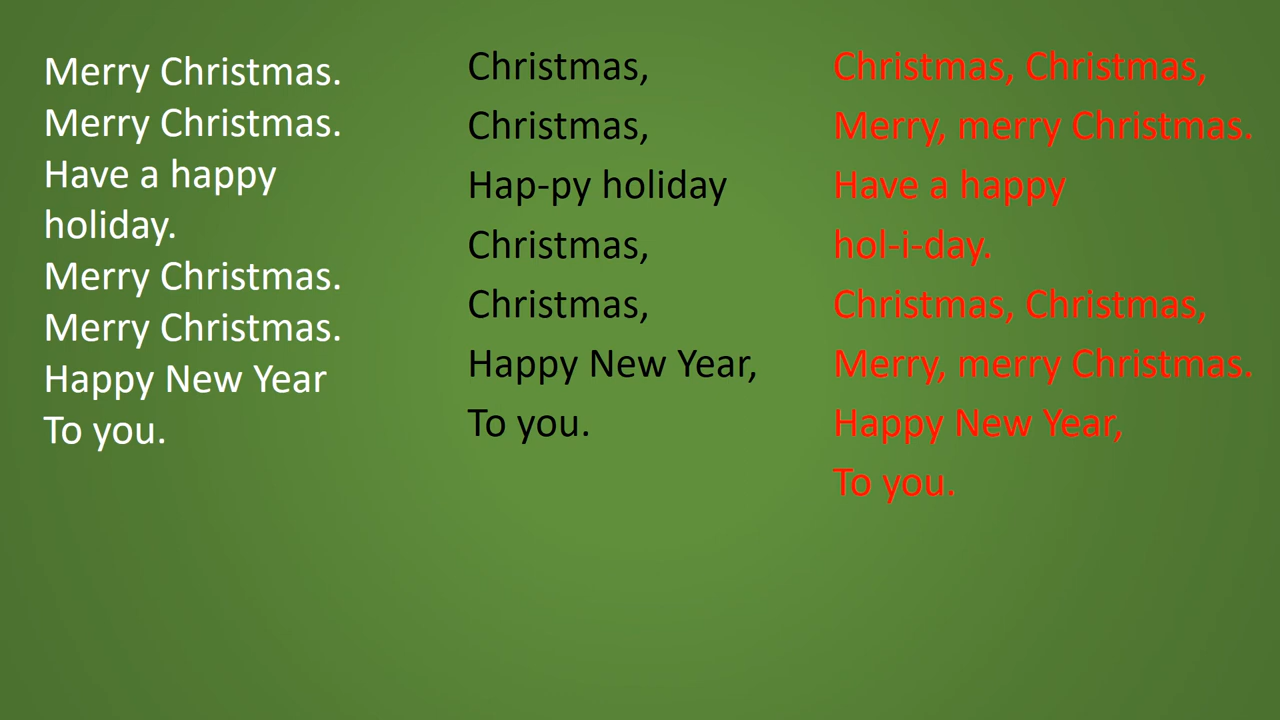 Merry Christmas.
Merry Christmas.
Have a happy
holiday.
Merry Christmas.
Merry Christmas.
Happy New Year
To you.
Christmas,
Christmas,
Hap-py holiday
Christmas,
Christmas,
Happy New Year,
To you.
Christmas, Christmas,
Merry, merry Christmas.
Have a happy
hol-i-day.
Christmas, Christmas,
Merry, merry Christmas.
Happy New Year,
To you.